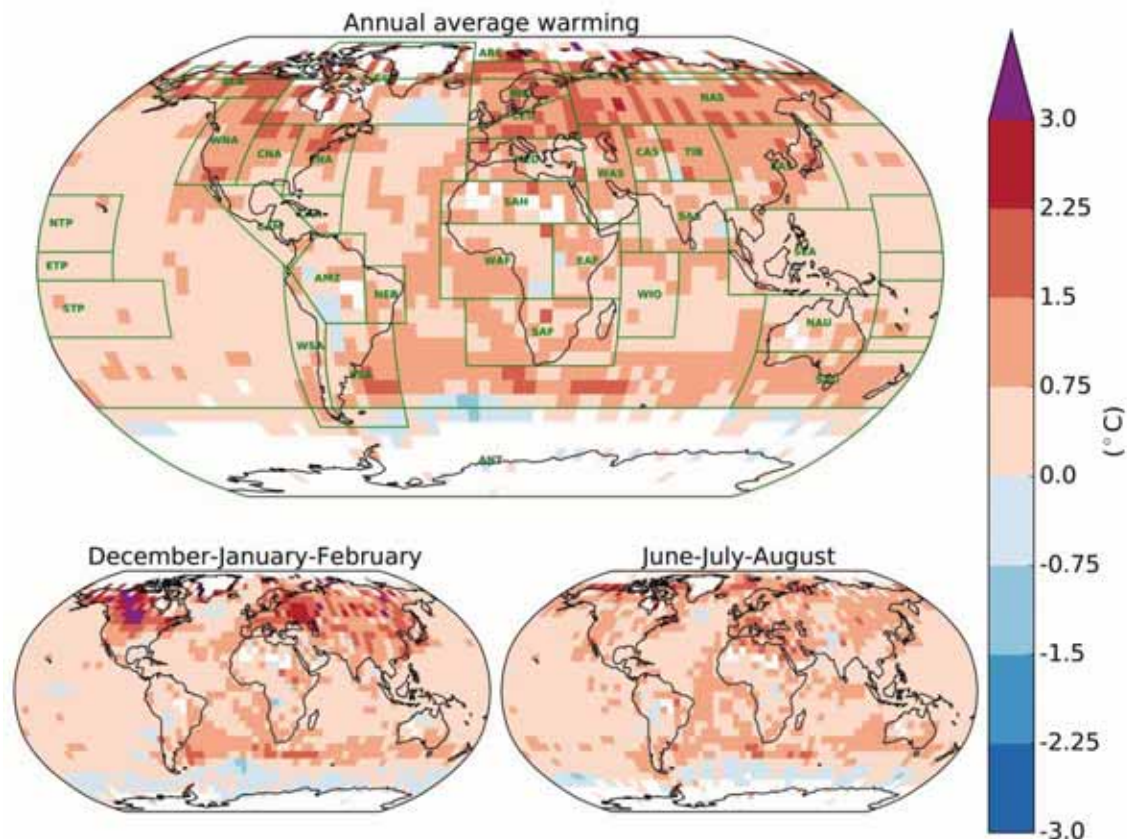 Annual average warming
ARC
NAS
WNA
CNA
ENA
CAS
TIB
WAS
SAH
SAS
SEA
NTP
ETP
STP
AMZ
NEB
WSA
WAF
EAF
SAF
WIO
NAU
ANT
December-January-February
June-July-August
3.0
2.25
1.5
0.75
0.0
-0.75
-1.5
-2.25
-3.0
(°C)